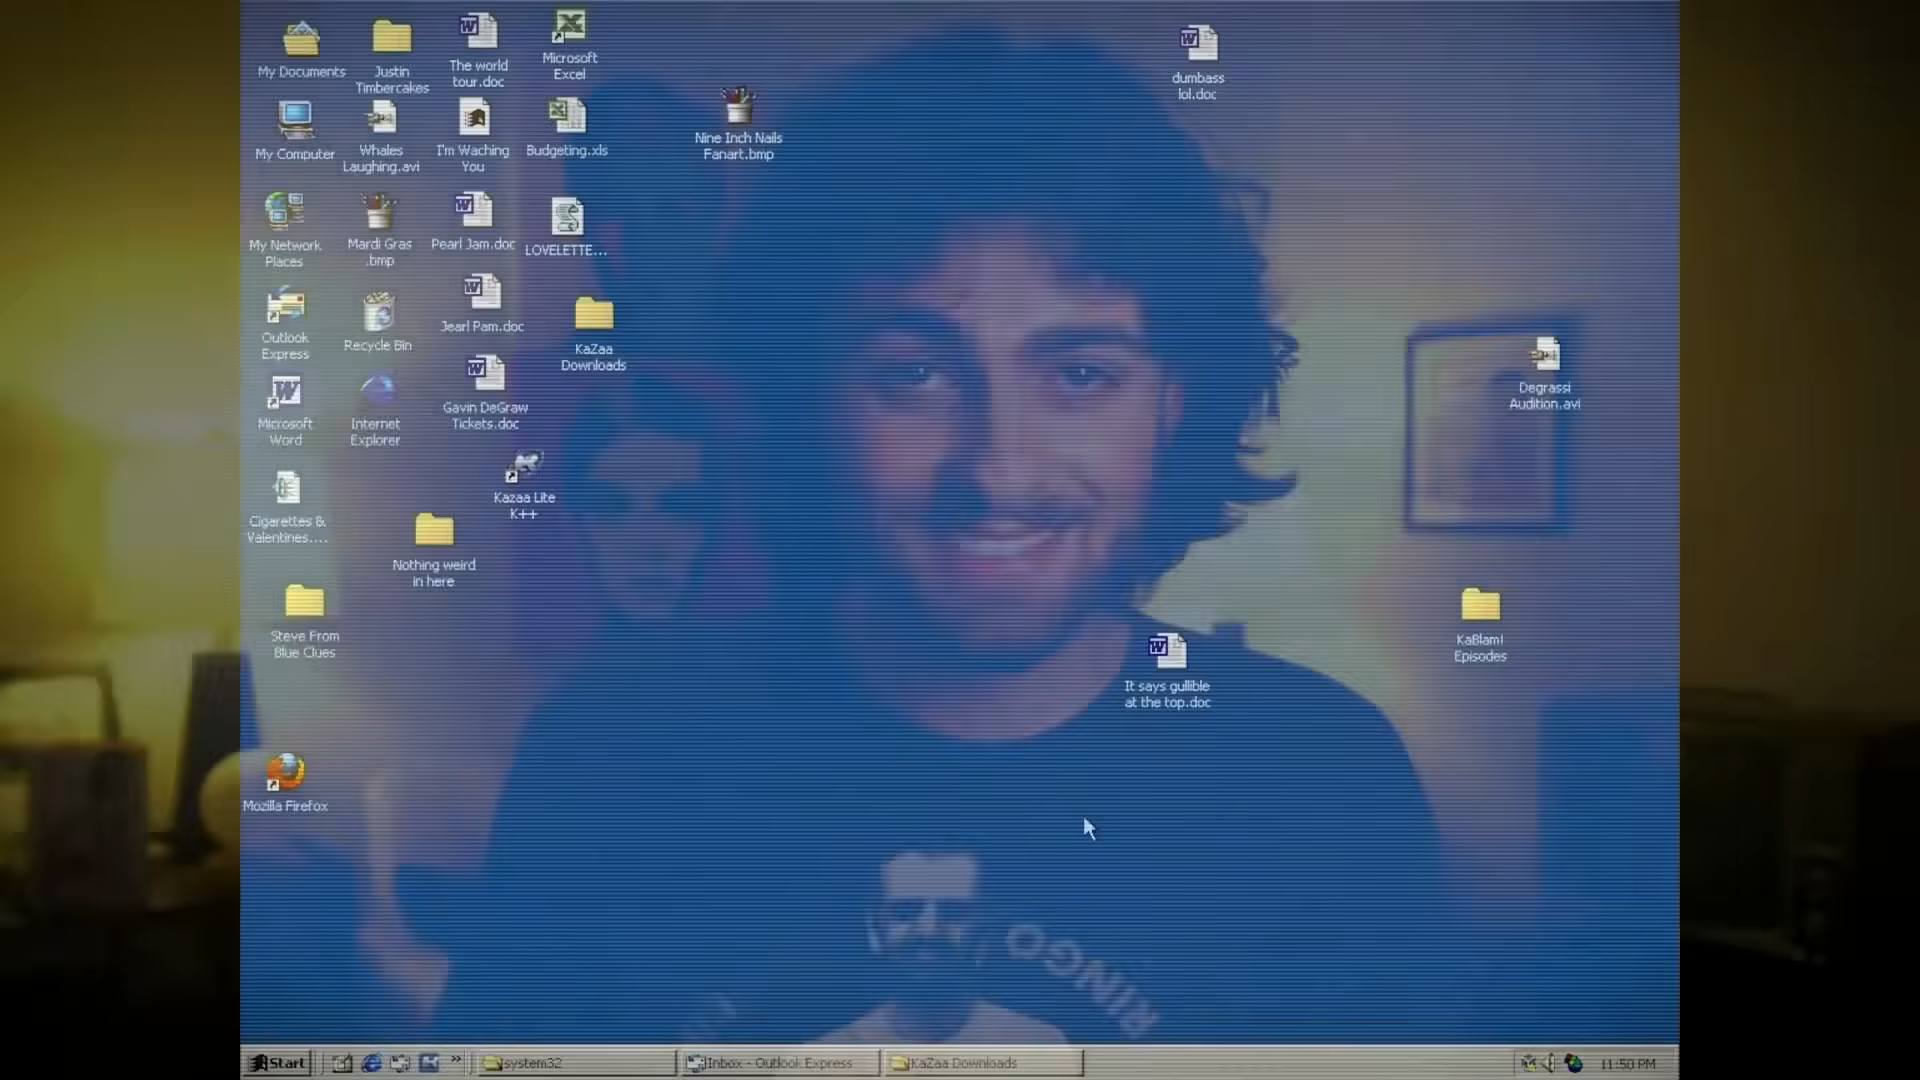 My Documents
Justin
Timbercakes
The world
tour.doc
Microsoft
Excel
dumbass
lol.doc
My Computer
Whales
Laughing.avi
I'm Waching
You
Budgeting.xls
Nine Inch Nails
Fanart.bmp
My Network
Places
Mardi Gras
.bmp
Pearl Jam.doc
LOVELETTE...
Outlook
Express
Recycle Bin
Jearl Pam.doc
KaZaa
Downloads
Microsoft
Word
Internet
Explorer
Gavin DeGraw
Tickets.doc
Degrassi
Audition.avi
Cigarettes &
Valentines....
Kazaa Lite
K++
Nothing weird
in here
Steve From
Blue Clues
KaBlam!
Episodes
It says gullible
at the top.doc
Mozilla Firefox
RINGO
Start
system32
Inbox - Outlook Express
KaZaa Downloads
11:50 PM